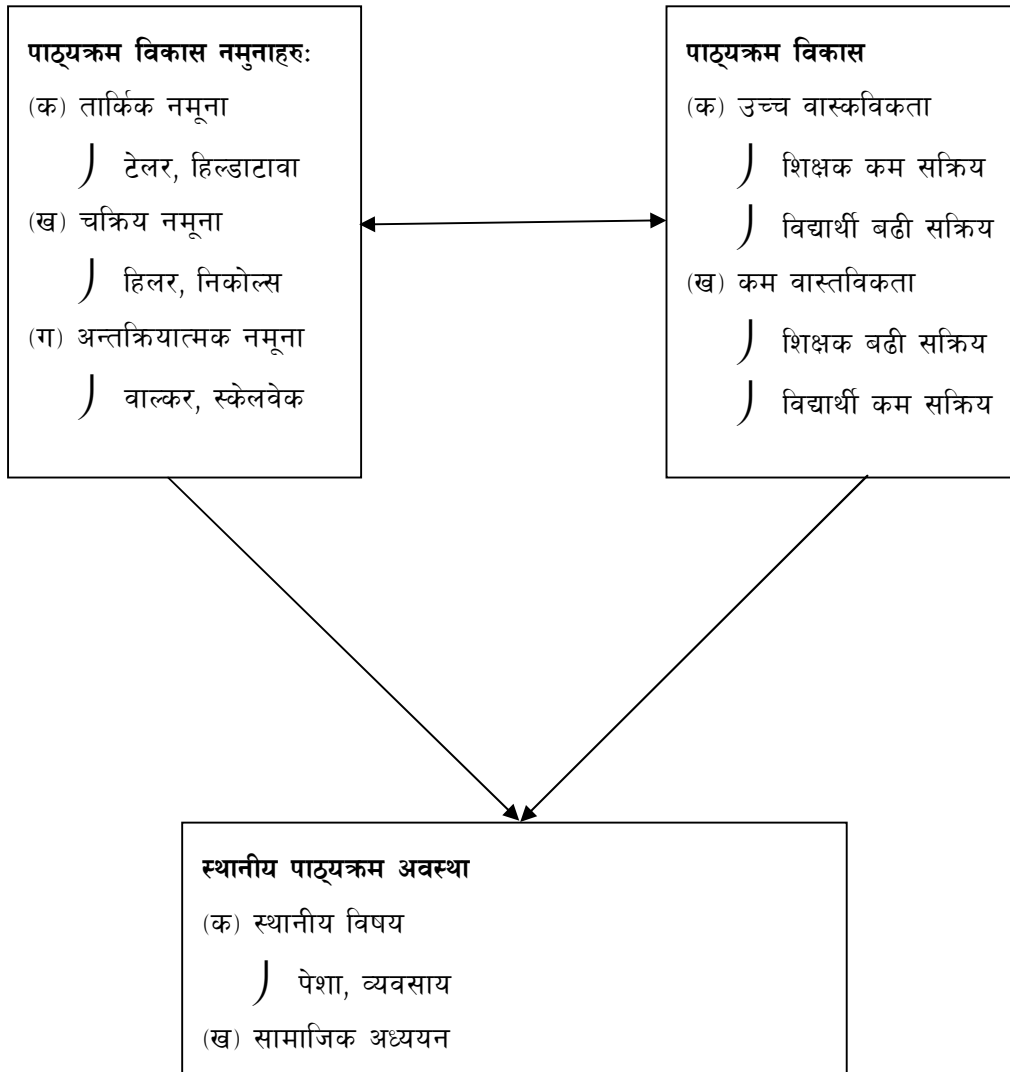 पाठ्यक्रम विकास नमुनाहरुः
(क) तार्किक नमूना
टेलर, हिल्डाटावा
(ख) चक्रिय नमूना
हिलर, निकोल्स
(ग) अन्तक्रियात्मक नमूना
वाल्कर, स्केलवेक
पाठ्यक्रम विकास
(क) उच्च वास्कविकता
शिक्षक कम सक्रिय
विद्यार्थी बढी सक्रिय
(ख) कम वास्तविकता
शिक्षक बढी सक्रिय
विद्यार्थी कम सक्रिय
स्थानीय पाठ्यक्रम अवस्था
(क) स्थानीय विषय
पेशा, व्यवसाय
(ख) सामाजिक अध्ययन